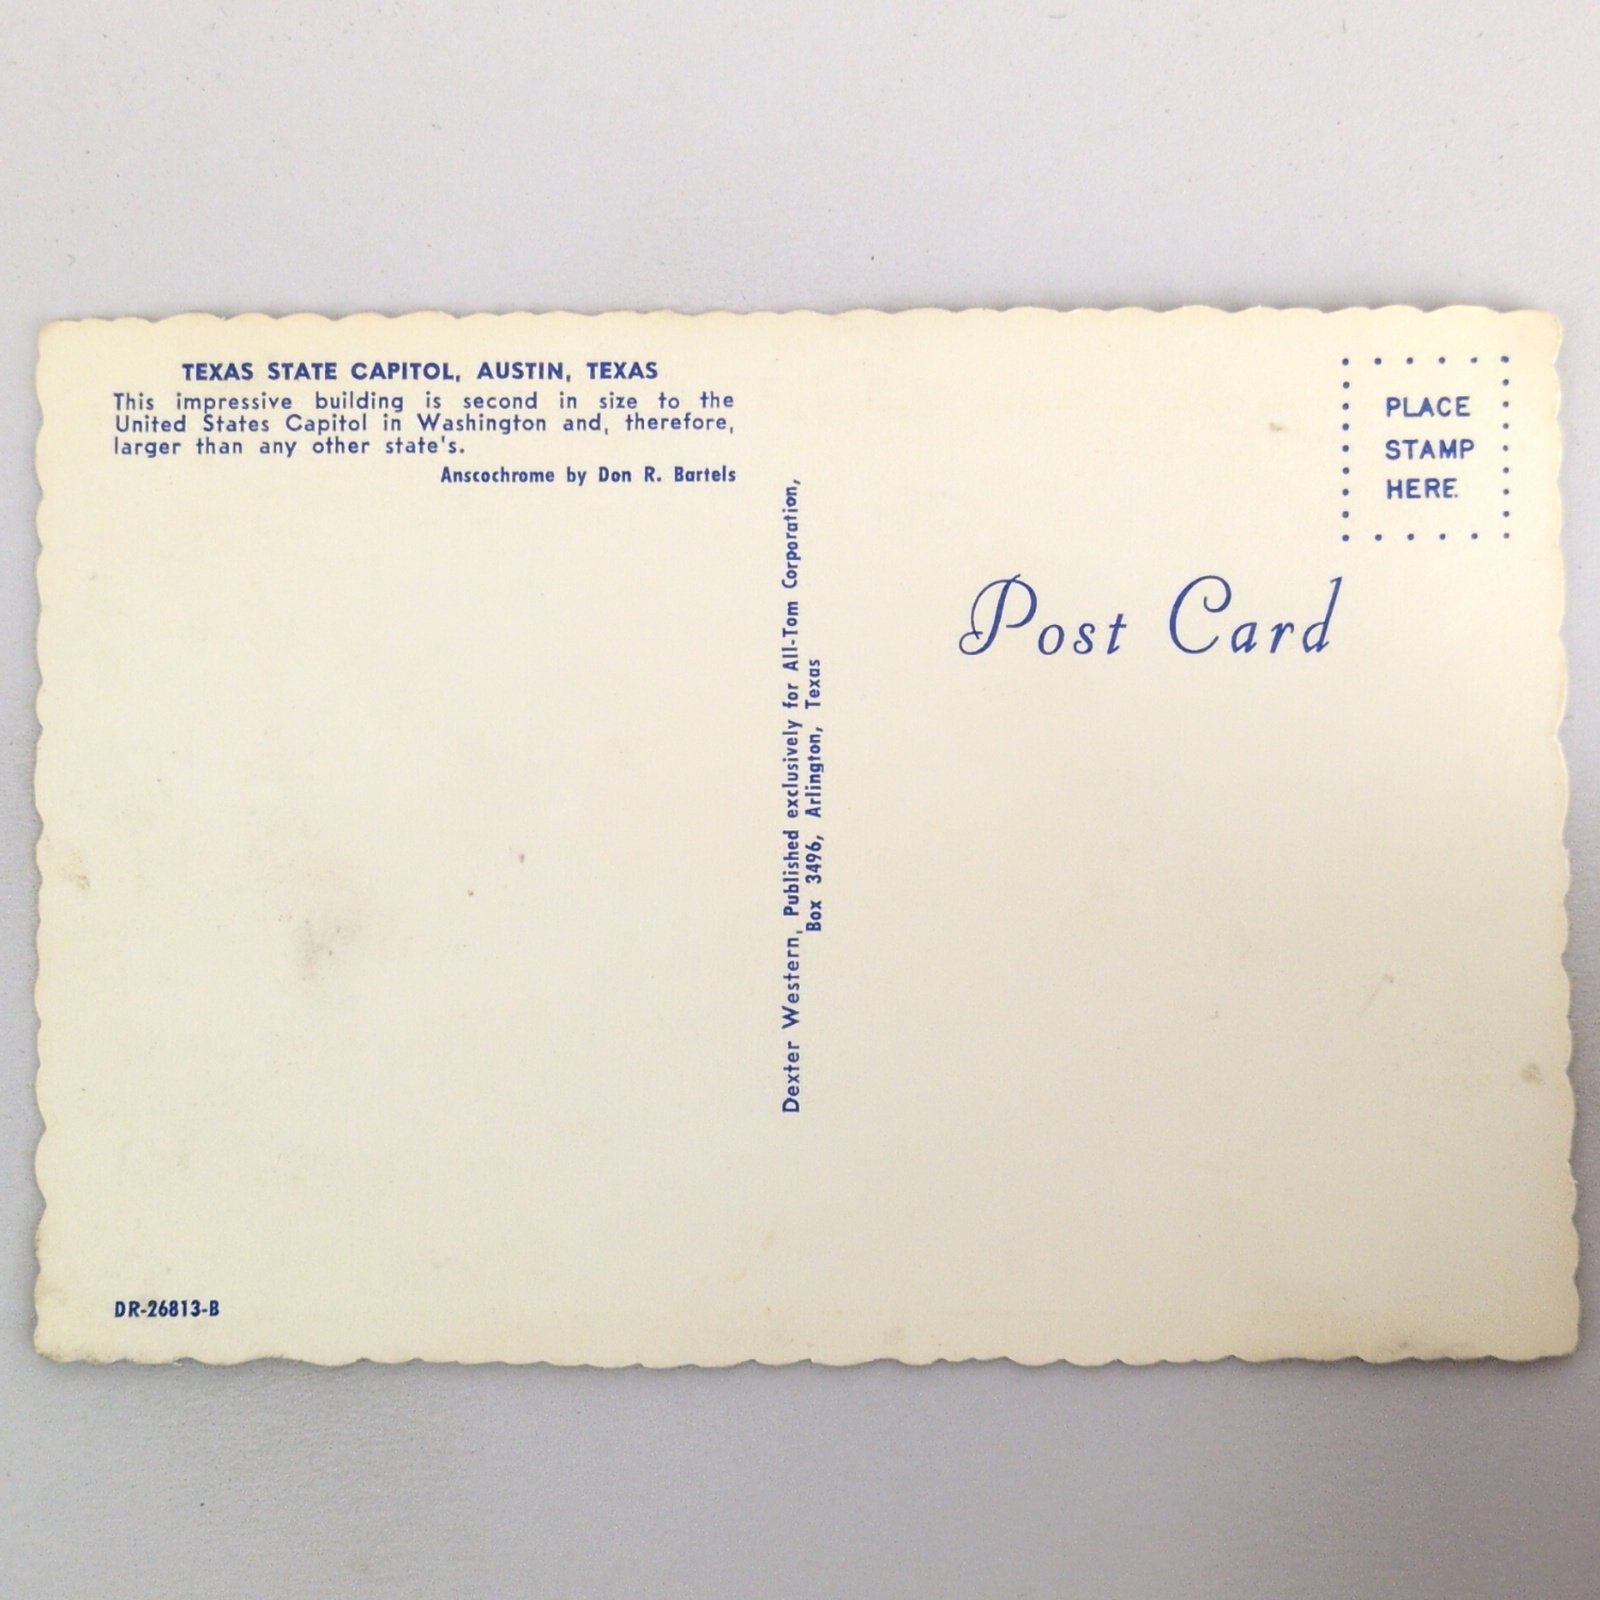 TEXAS STATE CAPITOL, AUSTIN, TEXAS
This impressive building is second in size to the
United States Capitol in Washington and, therefore,
larger than any other state's.
Anscochrome by Don R. Bartels
DR-26813-B
Dexter Western, Published exclusively for All-Tom Corporation,
Box 3496, Arlington, Texas
PLACE
STAMP
HERE
Post Card